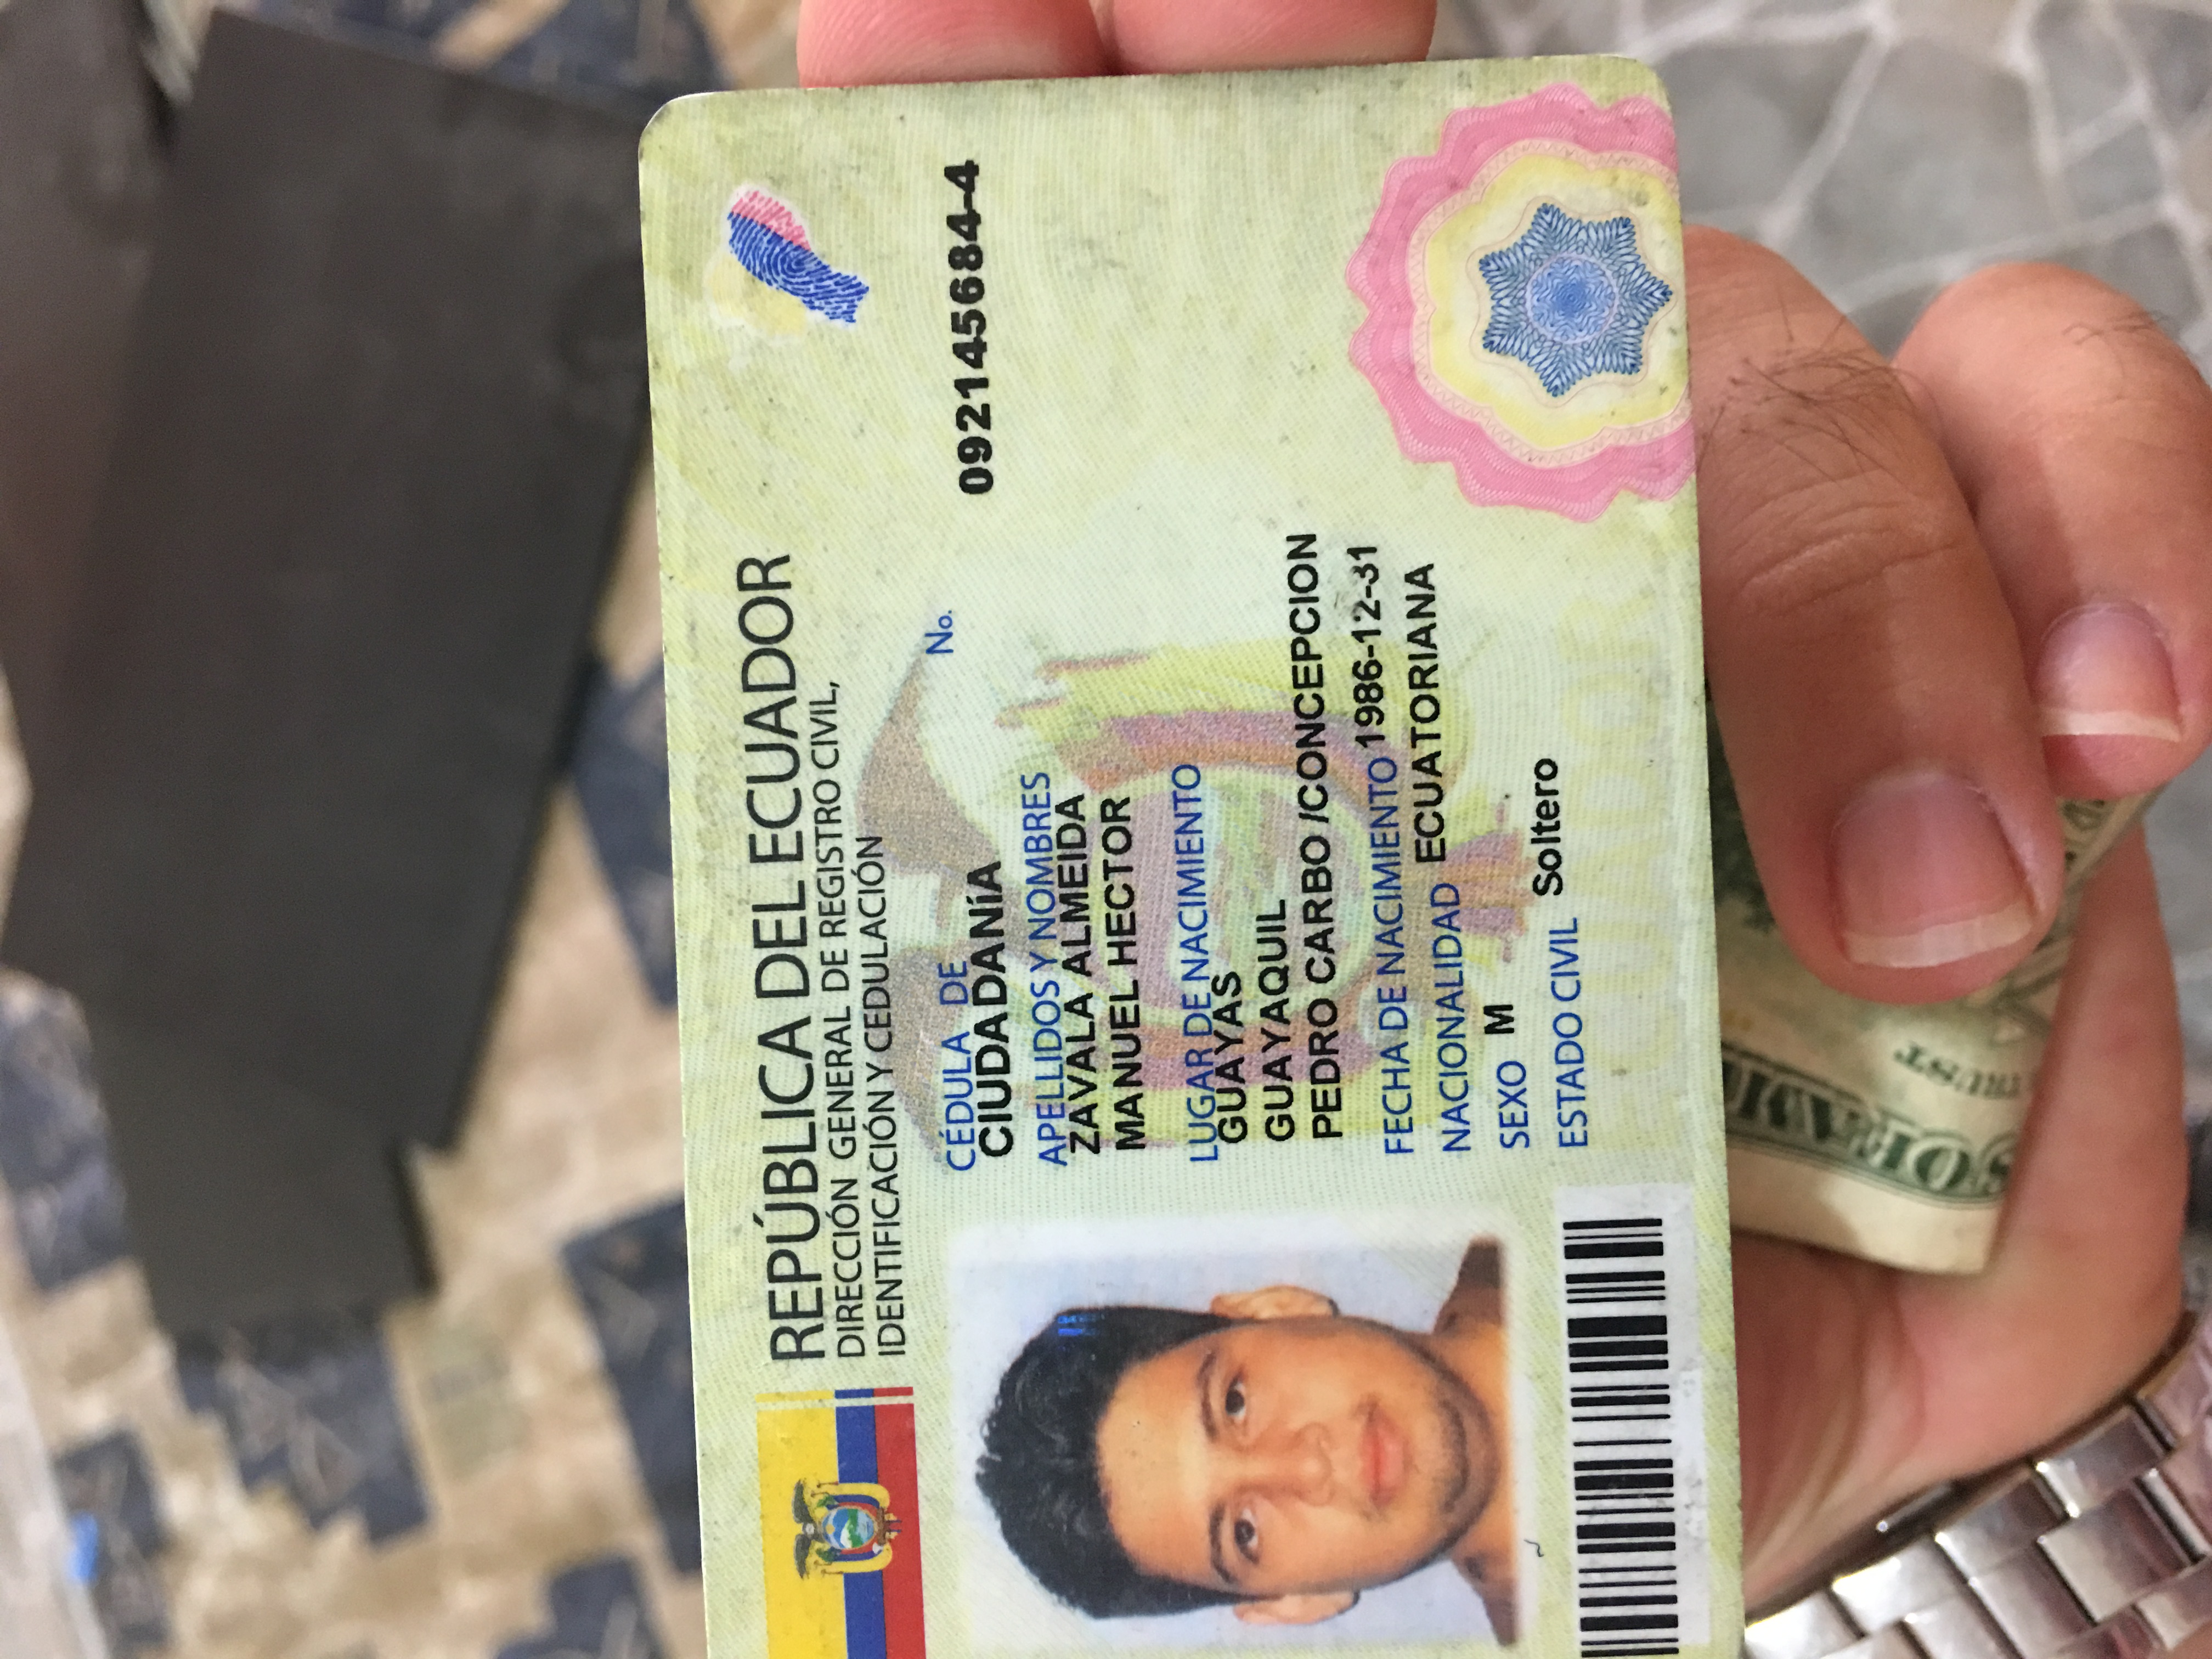 REPÚBLICA DEL ECUADOR
DIRECCIÓN GENERAL DE REGISTRO CIVIL,
IDENTIFICACIÓN Y CEDULACIÓN
CÉDULA DE No. 092145684-4
CIUDADANíA
APELLIDOS Y NOMBRES
ZAVALA ALMEIDA
MANUEL HECTOR
LUGAR DE NACIMIENTO
GUAYAS
GUAYAQUIL
PEDRO CARBO /CONCEPCION
FECHA DE NACIMIENTO 1986-12-31
NACIONALIDAD ECUATORIANA
SEXO M
ESTADO CIVIL Soltero
ECUADOR
TRUST